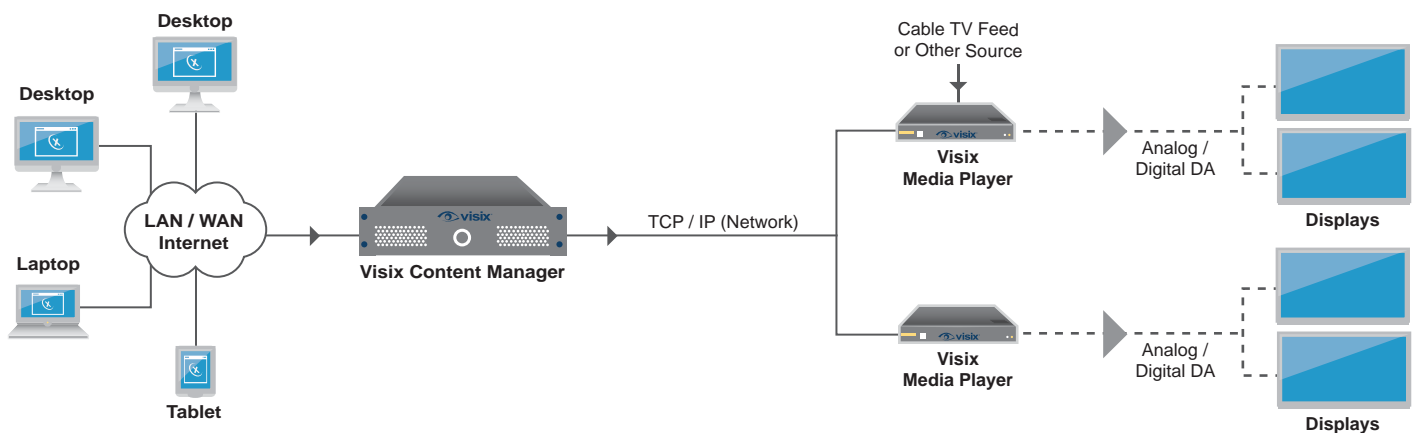 Desktop
Desktop
Laptop
Tablet
LAN / WAN
Internet
visix
Visix Content Manager
TCP / IP (Network)
Cable TV Feed
or Other Source
visix
Visix
Media Player
Analog /
Digital DA
Displays
visix
Visix
Media Player
Analog /
Digital DA
Displays